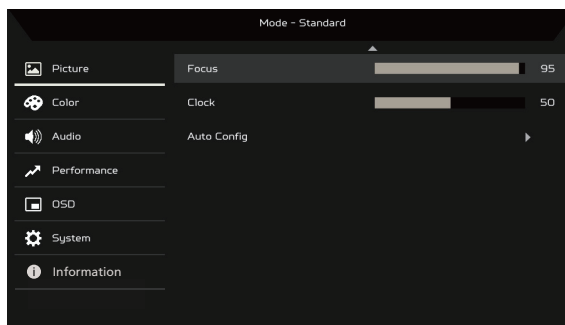 Mode - Standard
Picture
Focus 95
Color
Clock 50
Audio
Auto Config
Performance
OSD
System
Information